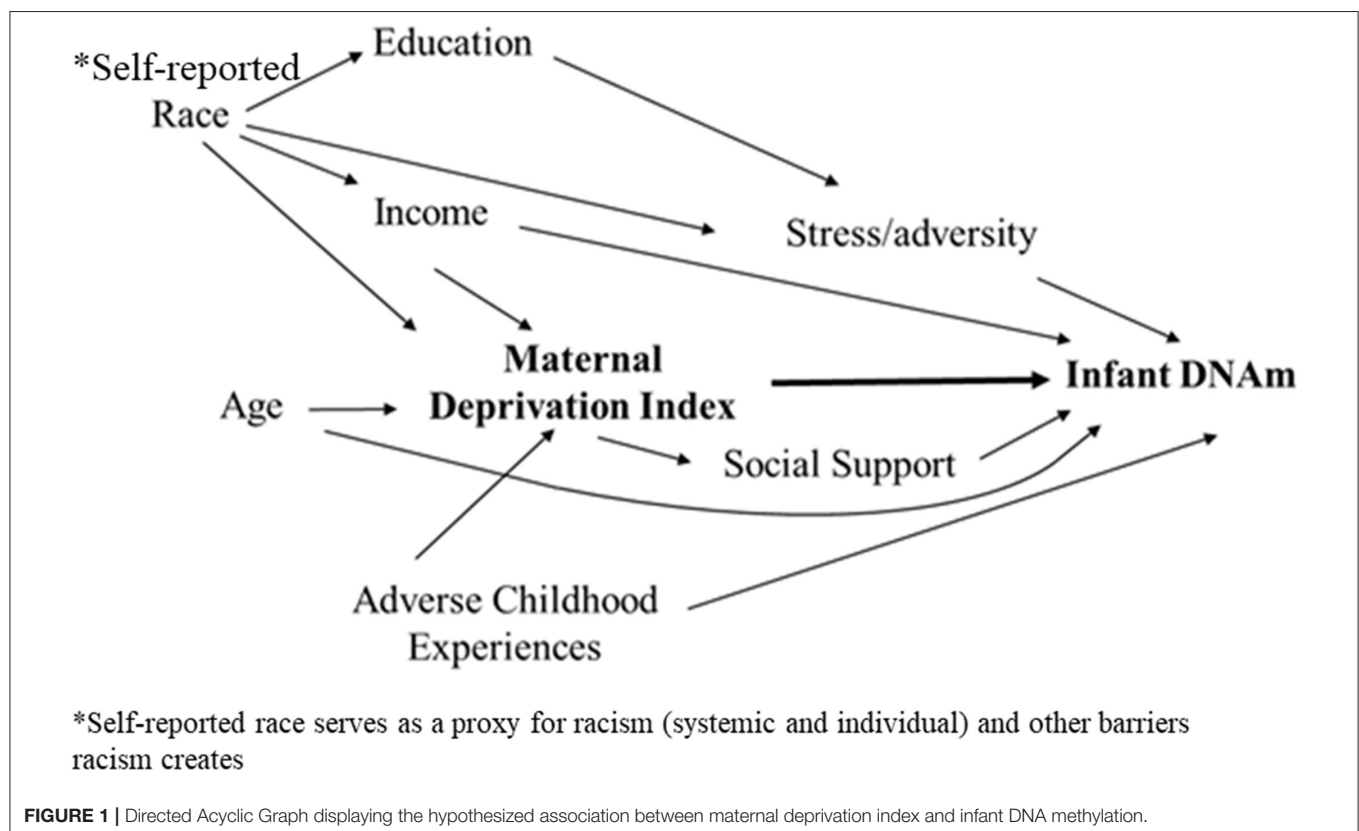 Education
*Self-reported
Race
Income
Stress/adversity
Maternal
Deprivation Index
Infant DNAm
Age
Social Support
Adverse Childhood
Experiences
*Self-reported race serves as a proxy for racism (systemic and individual) and other barriers
racism creates
FIGURE 1 | Directed Acyclic Graph displaying the hypothesized association between maternal deprivation index and infant DNA methylation.